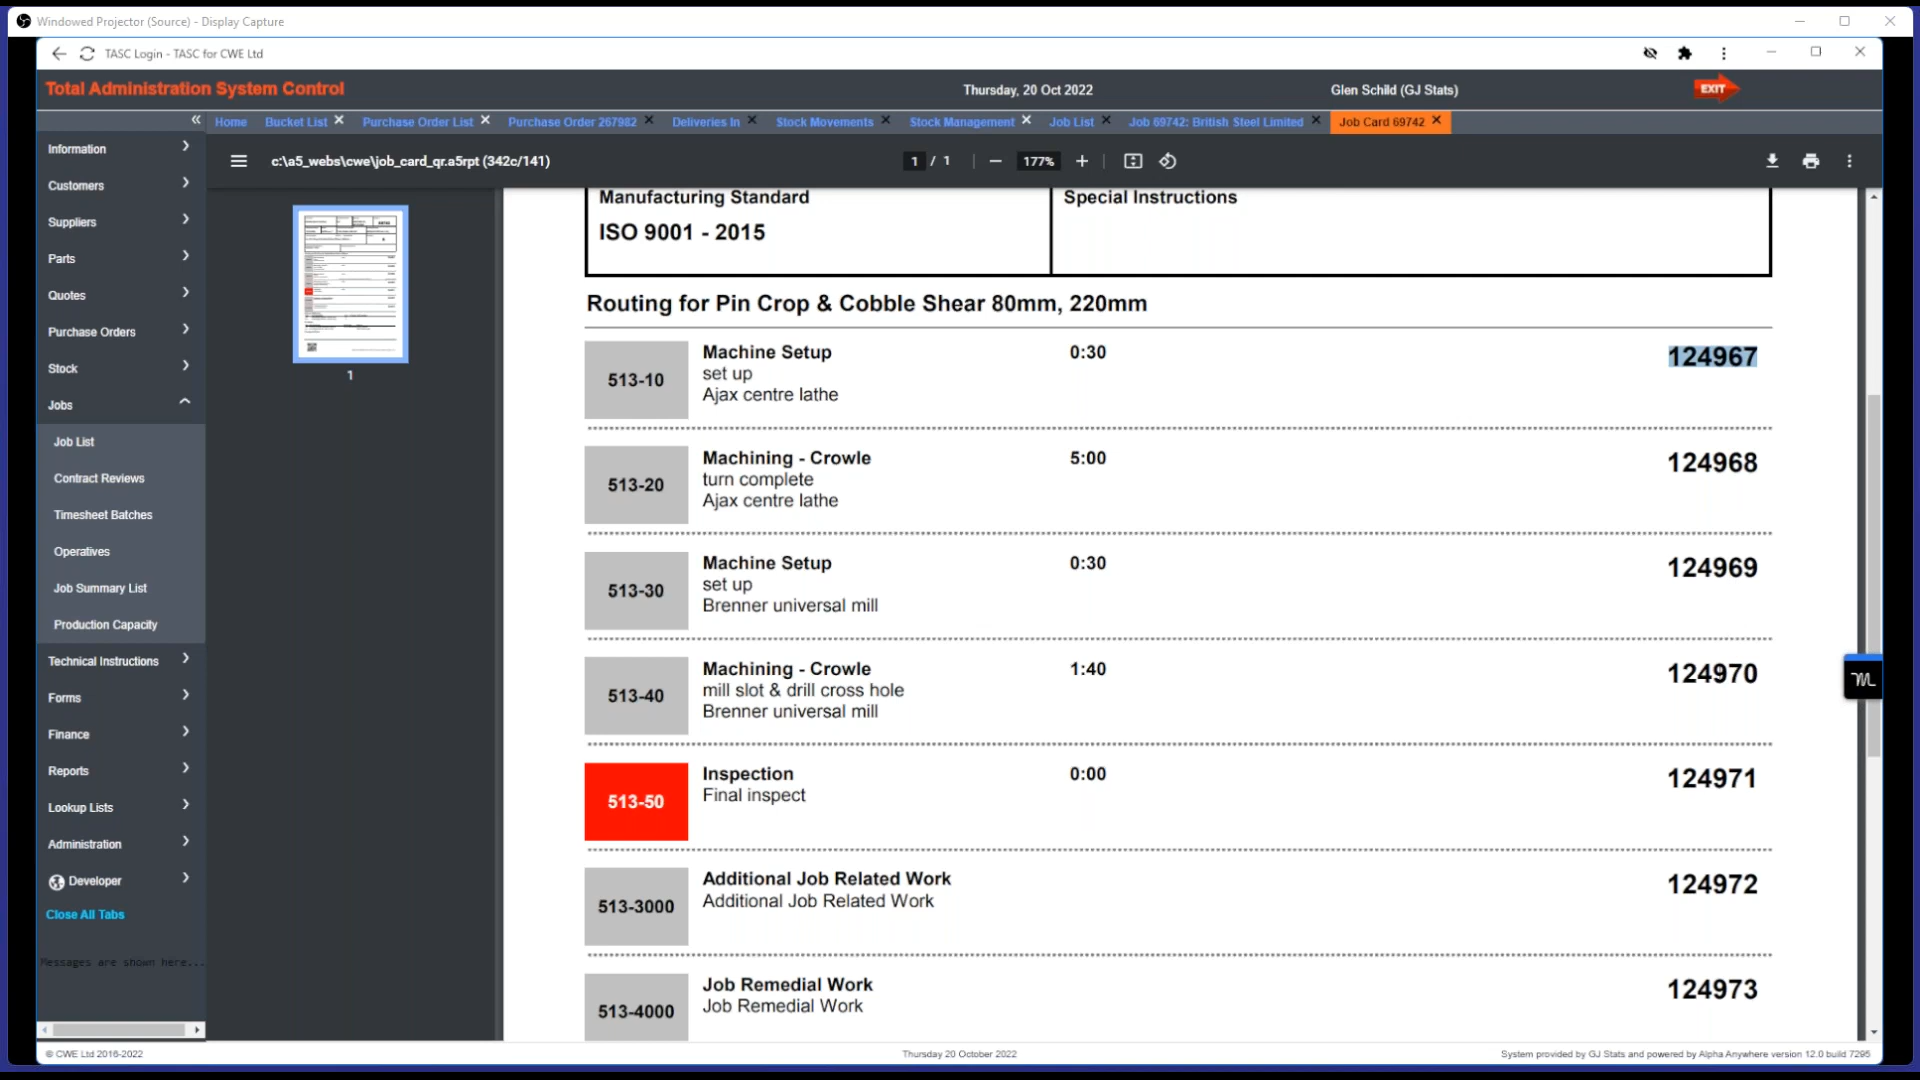 Windowed Projector (Source) - Display Capture
TASC Login - TASC for CWE Ltd
Total Administration System Control
Thursday, 20 Oct 2022
Glen Schild (GJ Stats)
EXIT
Home
Bucket List
Purchase Order List
Purchase Order 267982
Deliveries In
Stock Movements
Stock Management
Job List
Job 69742: British Steel Limited
Job Card 69742
Information
Customers
Suppliers
Parts
Quotes
Purchase Orders
Stock
Jobs
Job List
Contract Reviews
Timesheet Batches
Operatives
Job Summary List
Production Capacity
Technical Instructions
Forms
Finance
Reports
Lookup Lists
Administration
Developer
Close All Tabs
Messages are shown here...
c:\a5_webs\cwe\job_card_qr.a5rpt (342c/141)
1 / 1
177%
1
Manufacturing Standard
ISO 9001 - 2015
Special Instructions
Routing for Pin Crop & Cobble Shear 80mm, 220mm
513-10
Machine Setup
set up
Ajax centre lathe
0:30
124967
513-20
Machining - Crowle
turn complete
Ajax centre lathe
5:00
124968
513-30
Machine Setup
set up
Brenner universal mill
0:30
124969
513-40
Machining - Crowle
mill slot & drill cross hole
Brenner universal mill
1:40
124970
513-50
Inspection
Final inspect
0:00
124971
513-3000
Additional Job Related Work
Additional Job Related Work
124972
513-4000
Job Remedial Work
Job Remedial Work
124973
© CWE Ltd 2016-2022
Thursday 20 October 2022
System provided by GJ Stats and powered by Alpha Anywhere version 12.0 build 7295